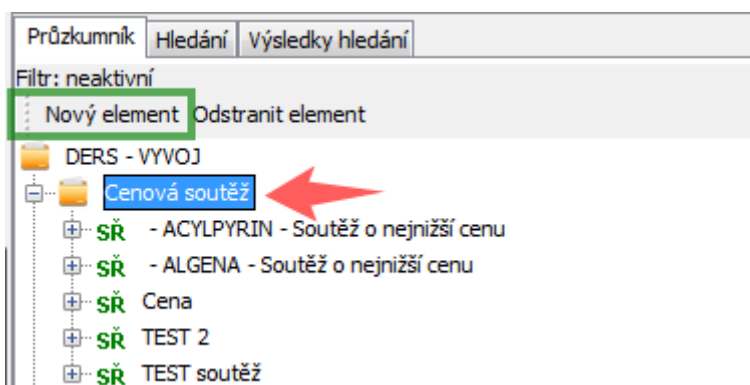 Průzkumník Hledání Výsledky hledání
Filtr: neaktivní
Nový element Odstranit element
DERS - VYVOJ
Cenová soutěž
SŘ - ACYLPYRIN - Soutěž o nejnižší cenu
SŘ - ALGENA - Soutěž o nejnižší cenu
SŘ Cena
SŘ TEST 2
SŘ TEST soutěž